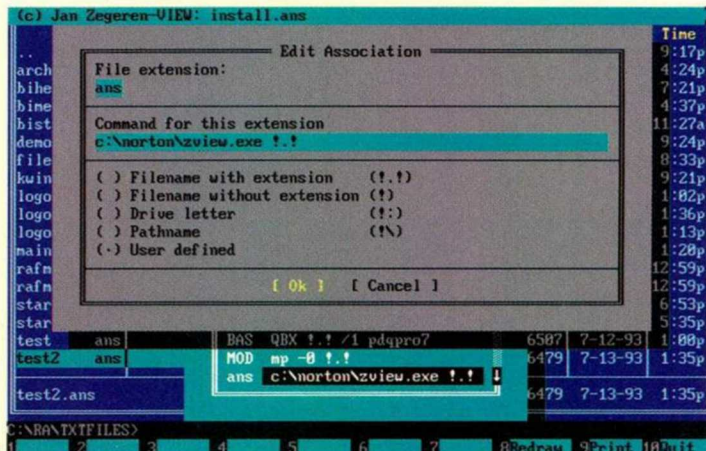 (c) Jan Zegeren-VIEW: install.ans
Time
Edit Association
..
9:17p
arch
File extension:
4:24p
bihe
ans
7:21p
bime
4:37p
bist
Command for this extension
11:27a
demo
c:\norton\zview.exe !.!
9:24p
file
8:33p
kwin
( ) Filename with extension (!.!)
9:21p
logo
( ) Filename without extension (!)
1:02p
logo
( ) Drive letter (!:)
1:36p
logo
( ) Pathname (!\)
1:13p
main
(·) User defined
1:20p
rafm
12:59p
rafm
[ Ok ] [ Cancel ]
12:59p
star
6:53p
star
5:35p
test ans BAS QBX !.! /1 pdqpro7 6507 7-12-93 1:00p
test2 ans MOD mp -0 !.! 6479 7-13-93 1:35p
ans c:\norton\zview.exe !.!
test2.ans 6479 7-13-93 1:35p
C:\RA\TXTFILES>
1 2 3 4 5 6 7 8Redraw 9Print 10Quit